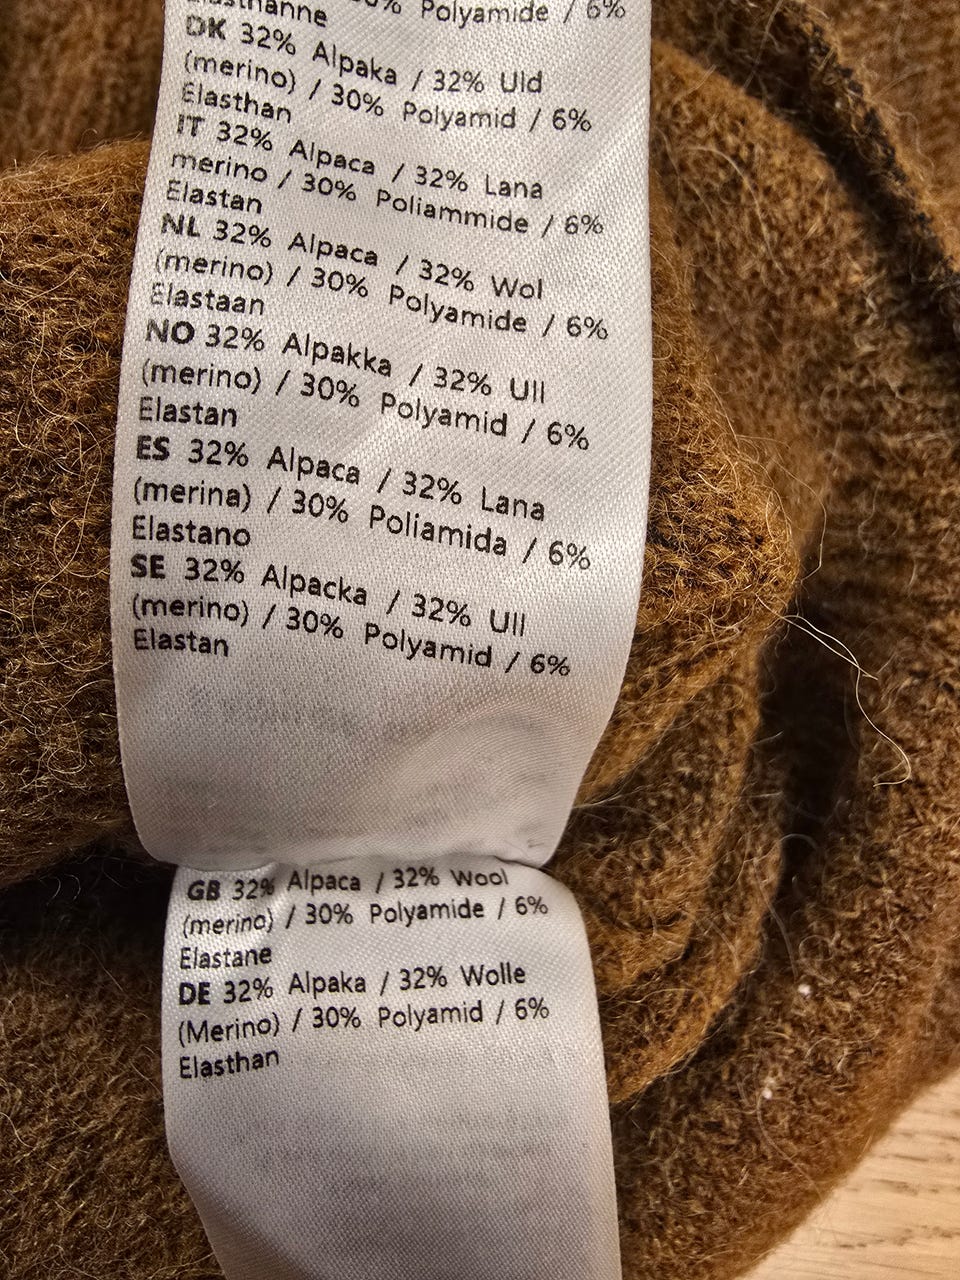 Polyamide / 6%
DK 32% Alpaka / 32% Uld
(merino) / 30% Polyamid / 6%
Elasthan
IT 32% Alpaca / 32% Lana
merino / 30% Poliammide / 6%
Elastan
NL 32% Alpaca / 32% Wol
(merino) / 30% Polyamide / 6%
Elastaan
NO 32% Alpakka / 32% Ull
(merino) / 30% Polyamid / 6%
Elastan
ES 32% Alpaca / 32% Lana
(merina) / 30% Poliamida / 6%
Elastano
SE 32% Alpacka / 32% Ull
(merino) / 30% Polyamid / 6%
Elastan
GB 32% Alpaca / 32% Wool
(merino) / 30% Polyamide / 6%
Elastane
DE 32% Alpaka / 32% Wolle
(Merino) / 30% Polyamid / 6%
Elasthan